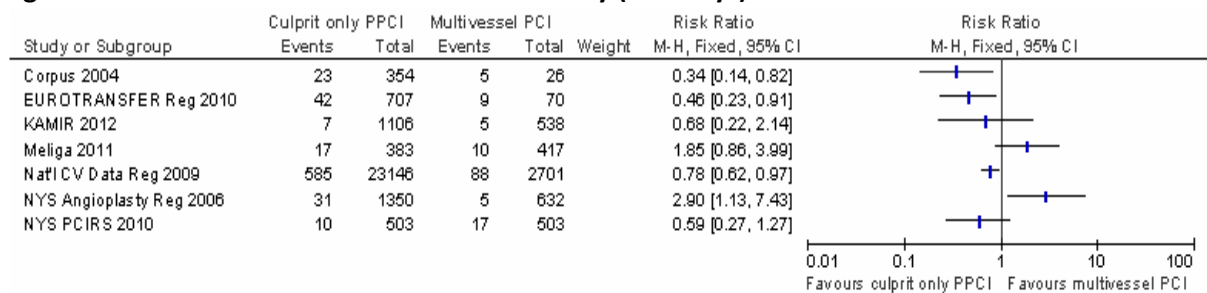 Culprit only PPCI Multivessel PCI Risk Ratio Risk Ratio
Study or Subgroup Events Total Events Total Weight M-H, Fixed, 95% CI M-H, Fixed, 95% CI
Corpus 2004 23 354 5 26 0.34 [0.14, 0.82]
EUROTRANSFER Reg 2010 42 707 9 70 0.46 [0.23, 0.91]
KAMIR 2012 7 1106 5 538 0.68 [0.22, 2.14]
Meliga 2011 17 383 10 417 1.85 [0.86, 3.99]
Nat'l CV Data Reg 2009 585 23146 88 2701 0.78 [0.62, 0.97]
NYS Angioplasty Reg 2006 31 1350 5 632 2.90 [1.13, 7.43]
NYS PCIRS 2010 10 503 17 503 0.59 [0.27, 1.27]
0.01 0.1 1 10 100
Favours culprit only PPCI Favours multivessel PCI